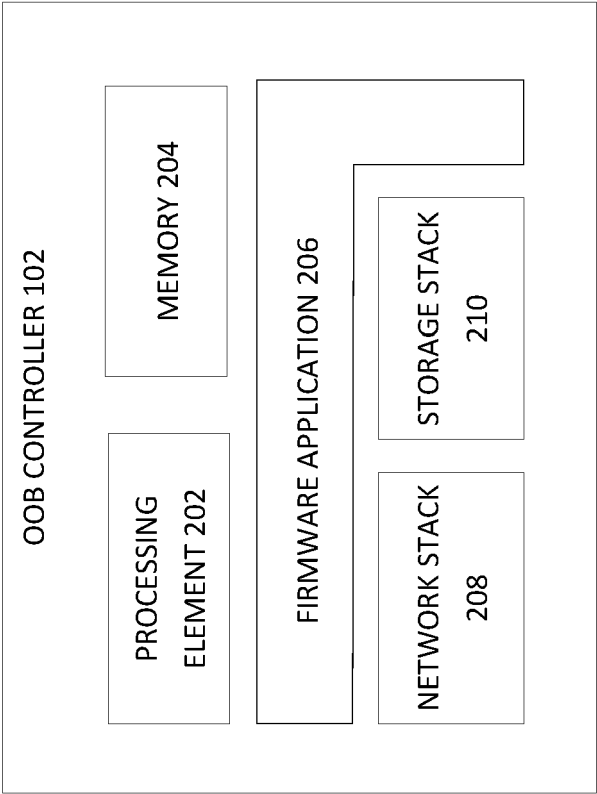 OOB CONTROLLER 102
PROCESSING
ELEMENT 202
MEMORY 204
FIRMWARE APPLICATION 206
NETWORK STACK
208
STORAGE STACK
210